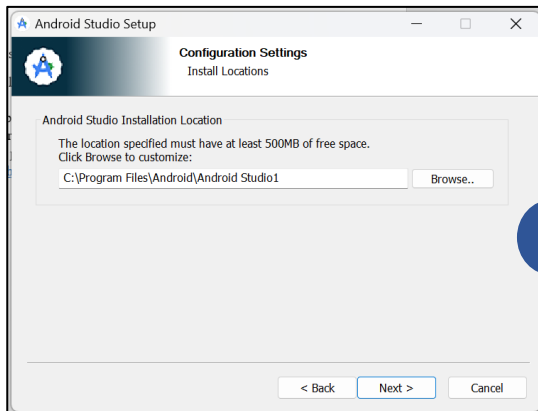 Android Studio Setup
Configuration Settings
Install Locations
Android Studio Installation Location
The location specified must have at least 500MB of free space.
Click Browse to customize:
C:\Program Files\Android\Android Studio1
Browse..
< Back
Next >
Cancel